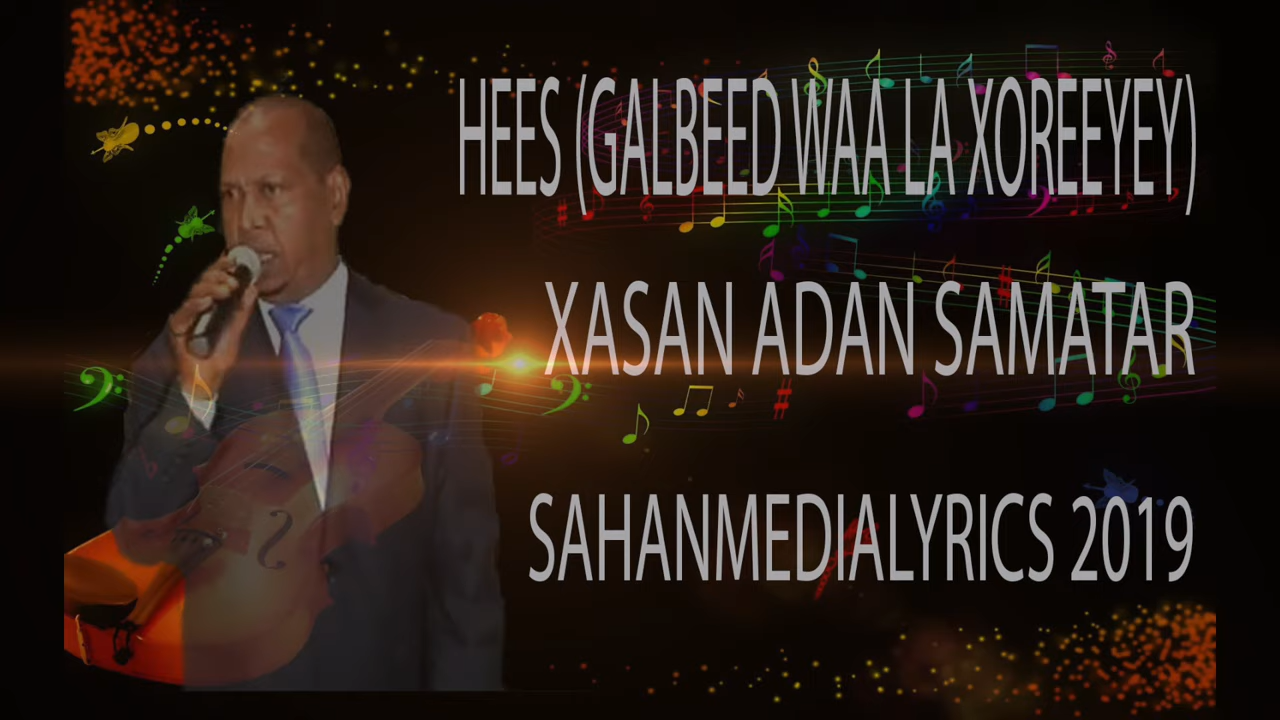 HEES (GALBEED WAA LA XOREEYEY)
XASAN ADAN SAMATAR
SAHANMEDIALYRICS 2019